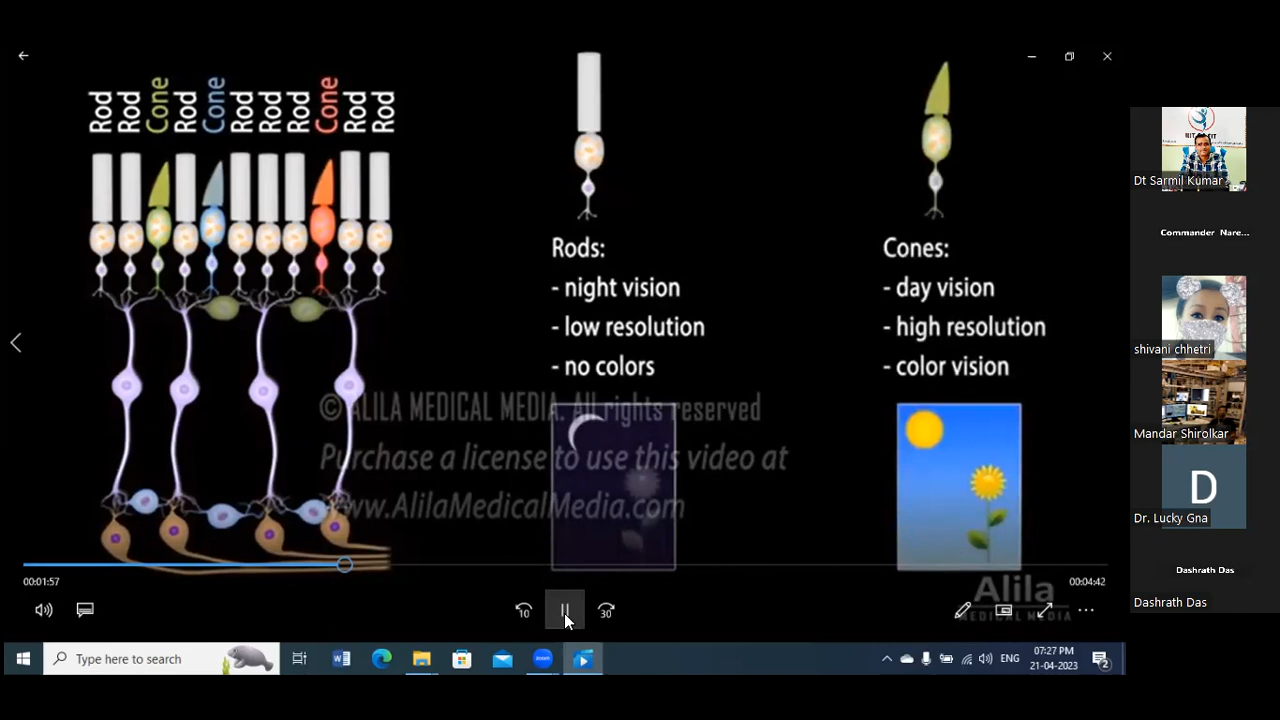 Rod
Rod
Cone
Rod
Cone
Rod
Rod
Rod
Cone
Rod
Rod
Rods:
- night vision
- low resolution
- no colors
Cones:
- day vision
- high resolution
- color vision
© ALILA MEDICAL MEDIA. All rights reserved
Purchase a license to use this video at
www.AlilaMedicalMedia.com
Alila
MEDICAL MEDIA
00:01:57
00:04:42
10
30
Type here to search
W
zoom
ENG
07:27 PM
21-04-2023
2
Dt Sarmil Kumar
Commander Nare...
shivani chhetri
Mandar Shirolkar
D
Dr. Lucky Gna
Dashrath Das
Dashrath Das